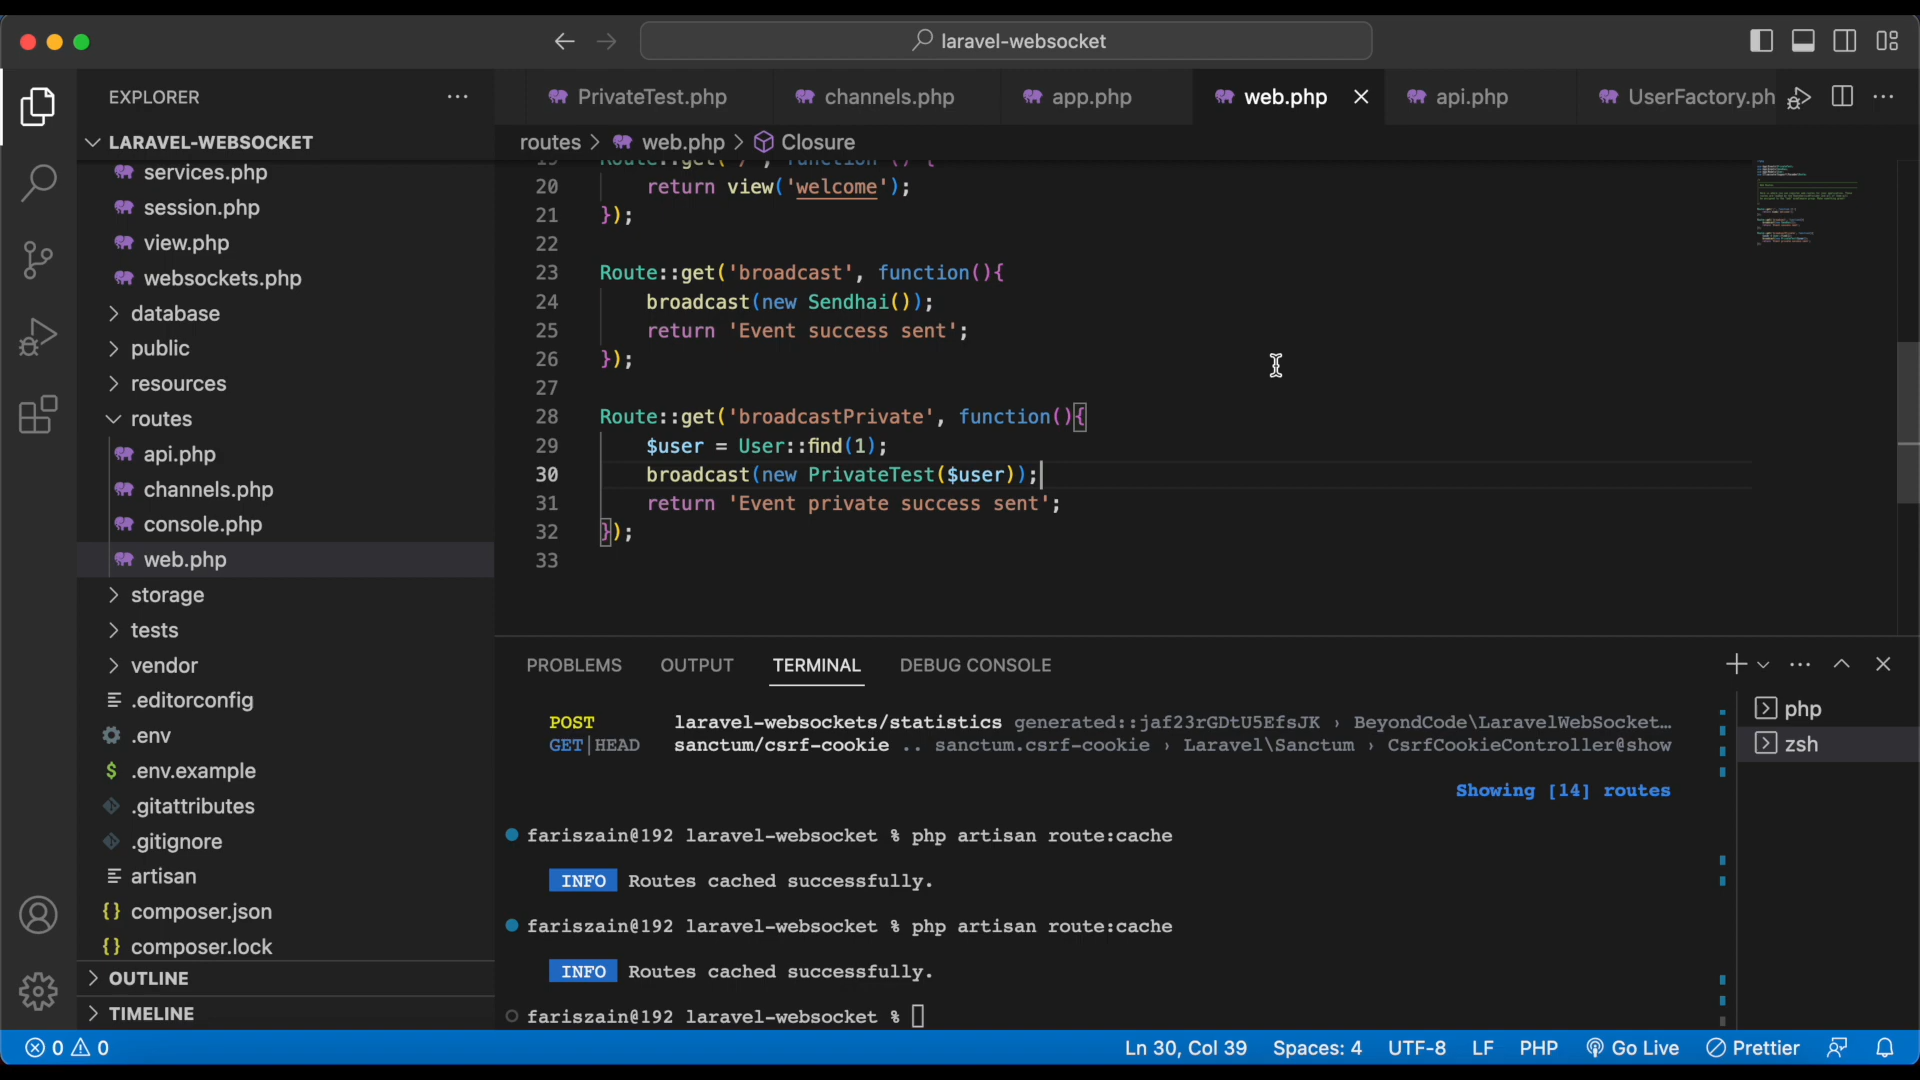 laravel-websocket
EXPLORER
PrivateTest.php
channels.php
app.php
web.php
api.php
UserFactory.ph
LARAVEL-WEBSOCKET
routes > web.php > Closure
services.php
session.php
view.php
websockets.php
database
public
resources
routes
api.php
channels.php
console.php
web.php
storage
tests
vendor
.editorconfig
.env
.env.example
.gitattributes
.gitignore
artisan
composer.json
composer.lock
OUTLINE
TIMELINE
19 Route::get('/', function () {
20 return view('welcome');
21 });
22
23 Route::get('broadcast', function(){
24 broadcast(new Sendhai());
25 return 'Event success sent';
26 });
27
28 Route::get('broadcastPrivate', function(){
29 $user = User::find(1);
30 broadcast(new PrivateTest($user));
31 return 'Event private success sent';
32 });
33
PROBLEMS OUTPUT TERMINAL DEBUG CONSOLE
POST laravel-websockets/statistics generated::jaf23rGDtU5EfsJK › BeyondCode\LaravelWebSocket…
GET|HEAD sanctum/csrf-cookie .. sanctum.csrf-cookie › Laravel\Sanctum › CsrfCookieController@show
Showing [14] routes
fariszain@192 laravel-websocket % php artisan route:cache
INFO Routes cached successfully.
fariszain@192 laravel-websocket % php artisan route:cache
INFO Routes cached successfully.
fariszain@192 laravel-websocket %
php
zsh
0 0
Ln 30, Col 39 Spaces: 4 UTF-8 LF PHP Go Live Prettier